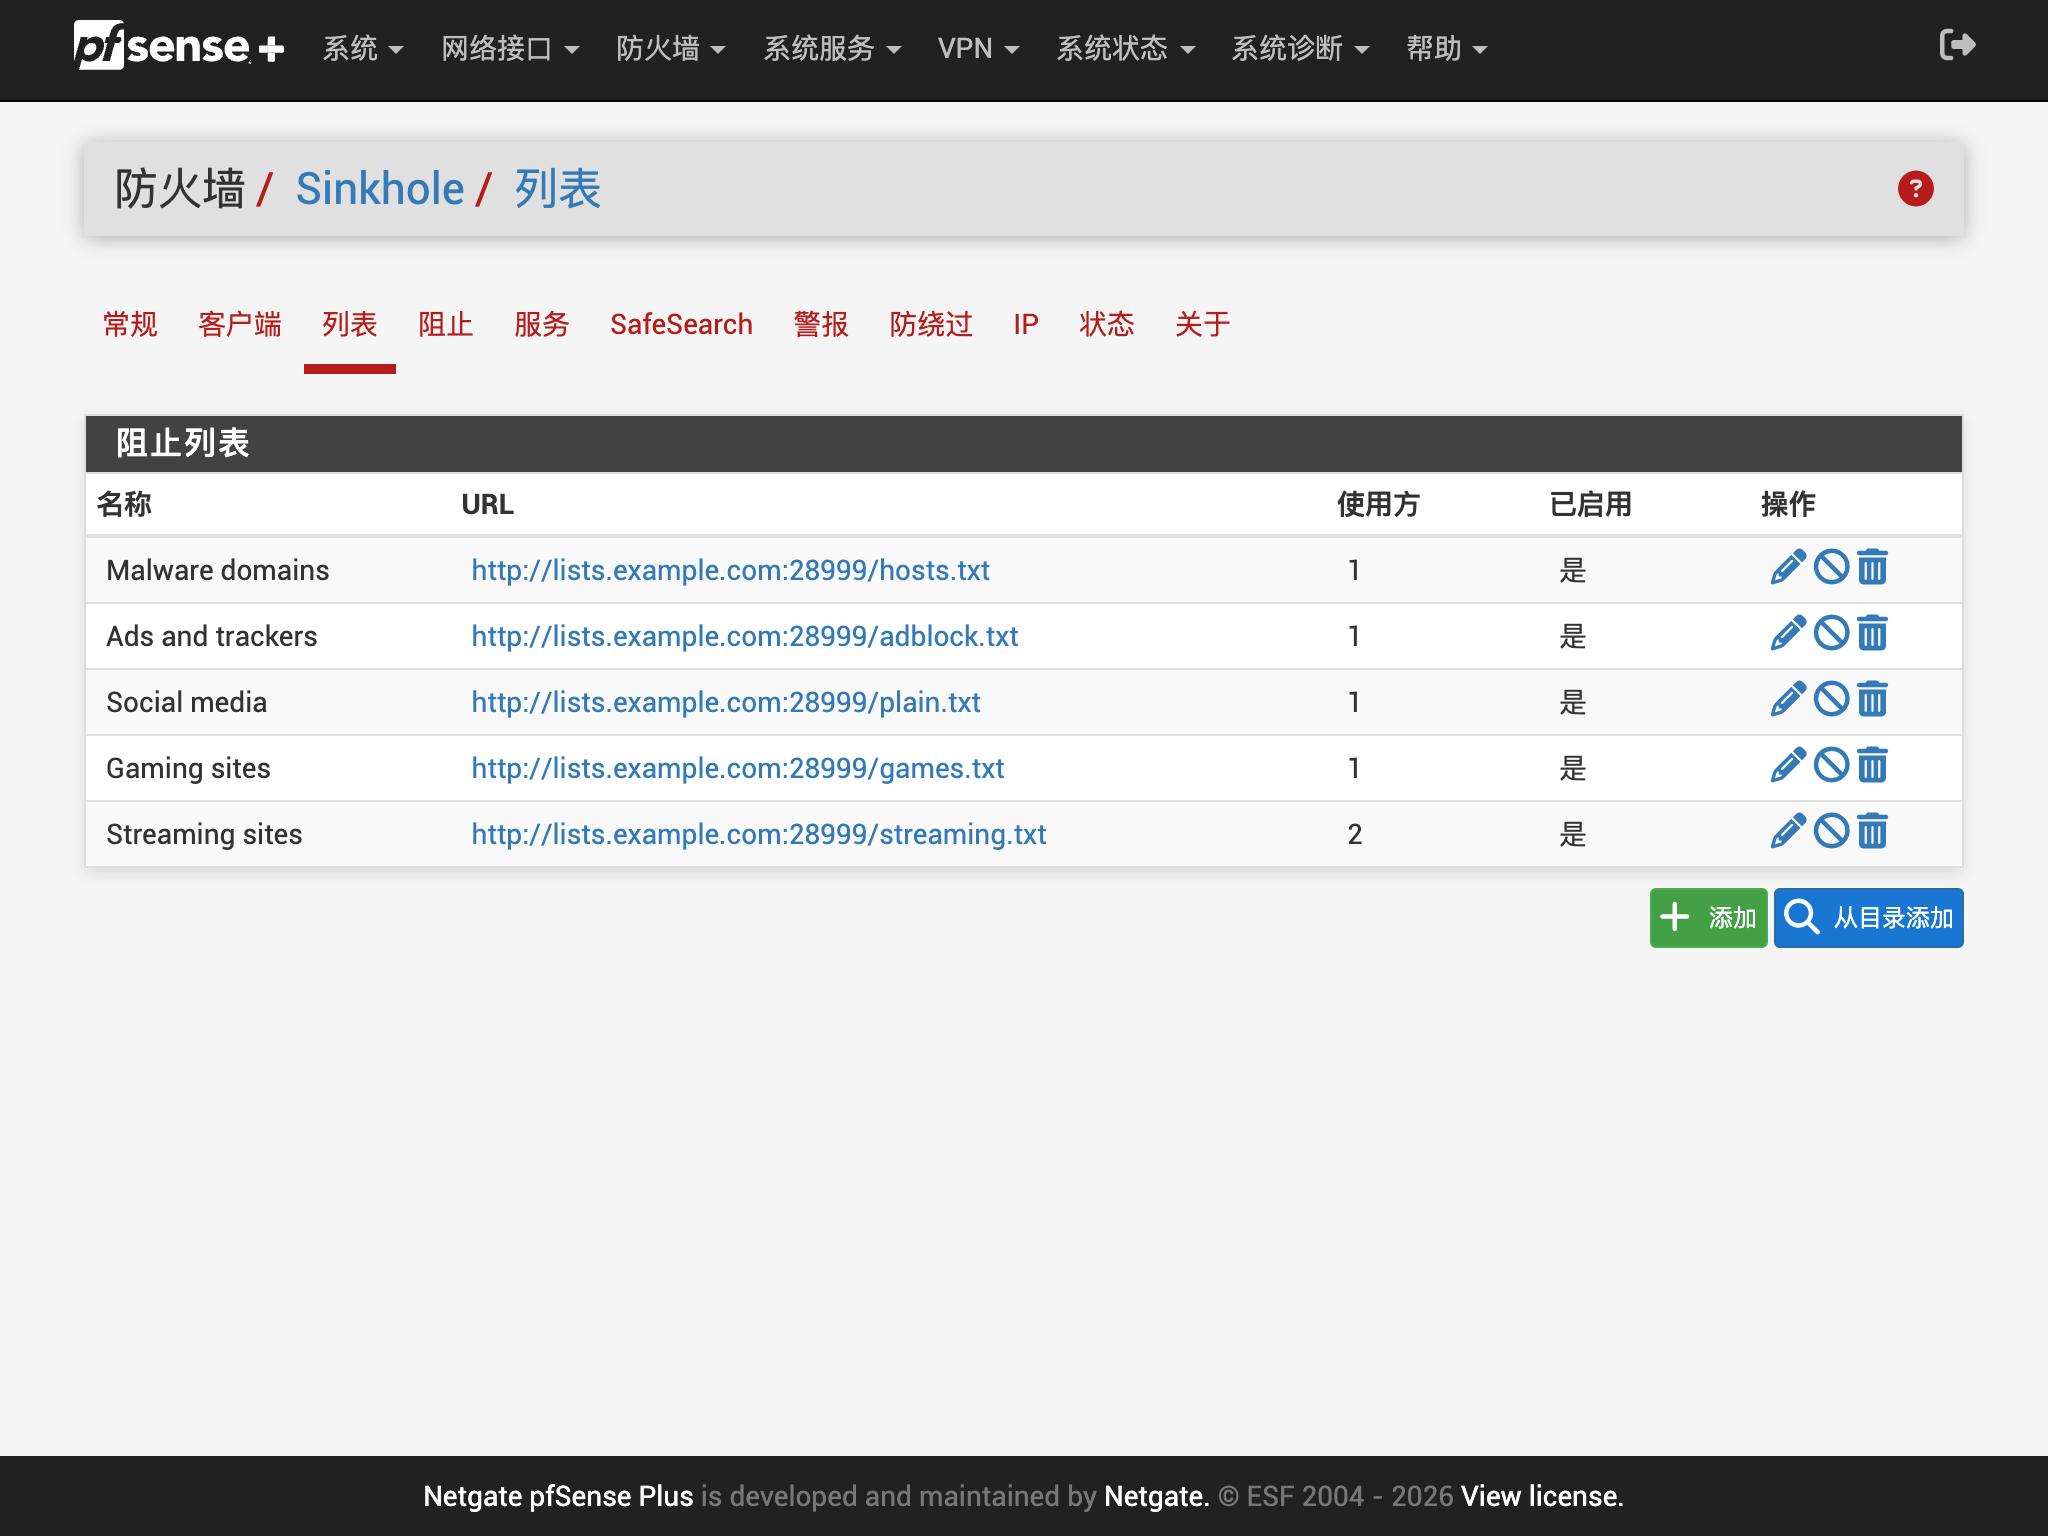 pfsense+ 系统 网络接口 防火墙 系统服务 VPN 系统状态 系统诊断 帮助
防火墙/ Sinkhole/ 列表
常规 客户端 列表 阻止 服务 SafeSearch 警报 防绕过 IP 状态 关于
阻止列表
名称 URL 使用方 已启用 操作
Malware domains http://lists.example.com:28999/hosts.txt 1 是
Ads and trackers http://lists.example.com:28999/adblock.txt 1 是
Social media http://lists.example.com:28999/plain.txt 1 是
Gaming sites http://lists.example.com:28999/games.txt 1 是
Streaming sites http://lists.example.com:28999/streaming.txt 2 是
添加 从目录添加
Netgate pfSense Plus is developed and maintained by Netgate. © ESF 2004 - 2026 View license.